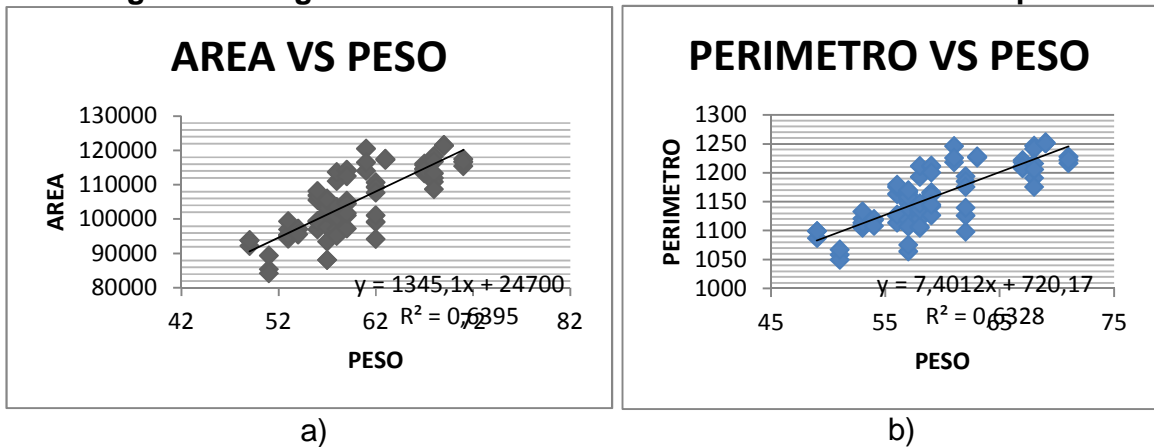 AREA VS PESO
AREA
130000
120000
110000
100000
90000
80000
y = 1345,1x + 24700
R² = 0,6395
42 52 62 72 82
PESO
a)
PERIMETRO VS PESO
PERIMETRO
1300
1250
1200
1150
1100
1050
1000
y = 7,4012x + 720,17
R² = 0,6328
45 55 65 75
PESO
b)